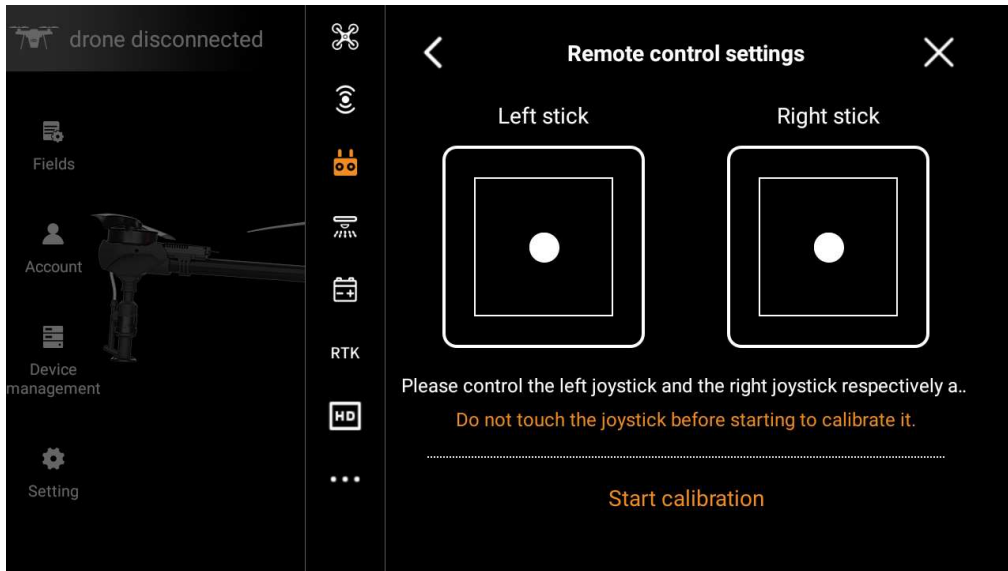 drone disconnected
Fields
Account
Device
management
Setting
RTK
HD
Remote control settings
Left stick
Right stick
Please control the left joystick and the right joystick respectively a..
Do not touch the joystick before starting to calibrate it.
Start calibration